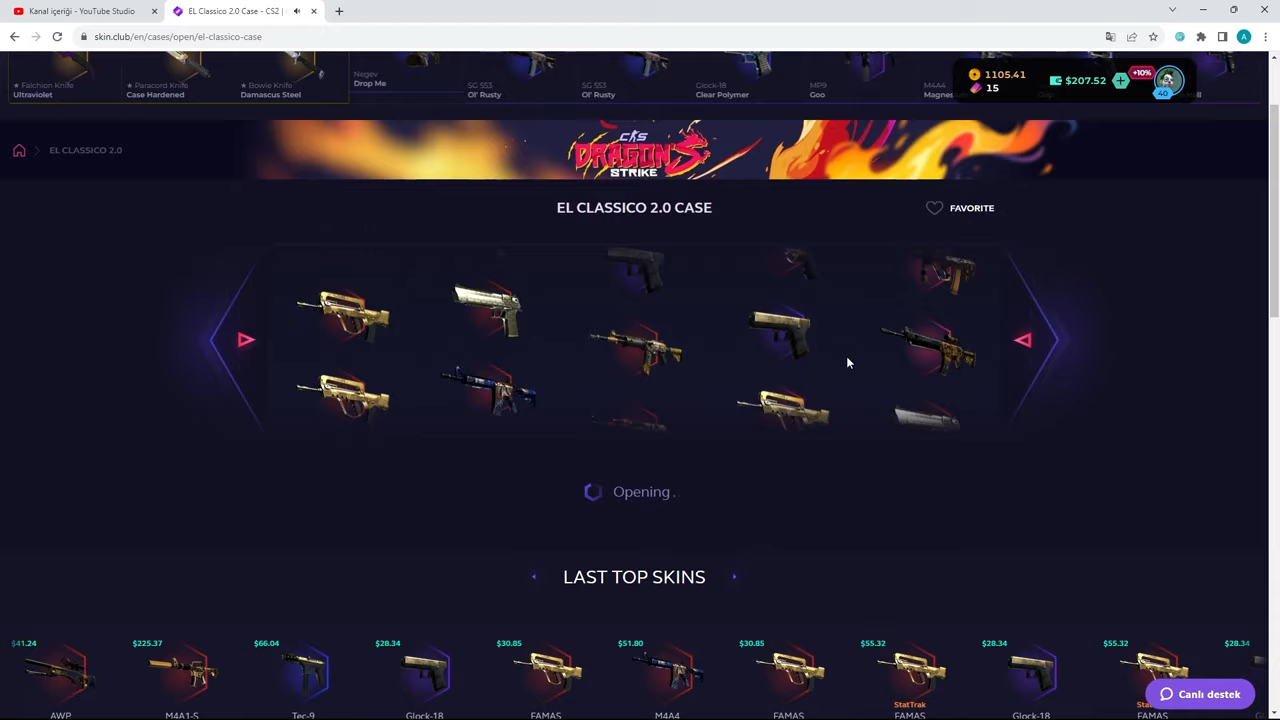 Kanal içeriği - YouTube Studio
EL Classico 2.0 Case - CS2 |
skin.club/en/cases/open/el-classico-case
A
★ Falchion Knife
Ultraviolet
★ Paracord Knife
Case Hardened
★ Bowie Knife
Damascus Steel
Negev
Drop Me
SG 553
Ol' Rusty
SG 553
Ol' Rusty
Glock-18
Clear Polymer
MP9
Goo
M4A4
1105.41
15
$207.52
+10%
40
EL CLASSICO 2.0
DRAGON'S
STRIKE
EL CLASSICO 2.0 CASE
FAVORITE
Opening .
LAST TOP SKINS
$41.24
$225.37
$66.04
$28.34
$30.85
$51.80
$30.85
$55.32
$28.34
$55.32
$28.34
StatTrak
AWP
M4A1-S
Tec-9
Glock-18
FAMAS
M4A4
FAMAS
FAMAS
Glock-18
FAMAS
Canlı destek